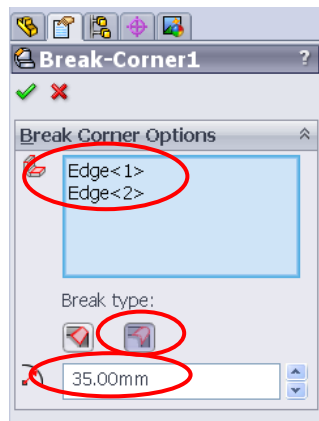 Break-Corner1 ?
Break Corner Options
Edge<1>
Edge<2>
Break type:
35.00mm